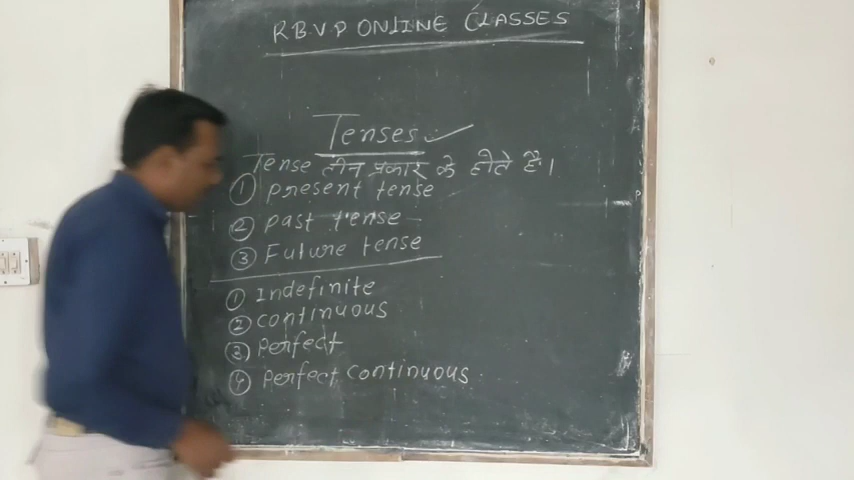 R.B.V.P ONLINE CLASSES
Tenses
Tense तीन प्रकार के होते हैं।
① present tense
② past tense
③ Future tense
① Indefinite
② continuous
③ perfect
④ perfect continuous